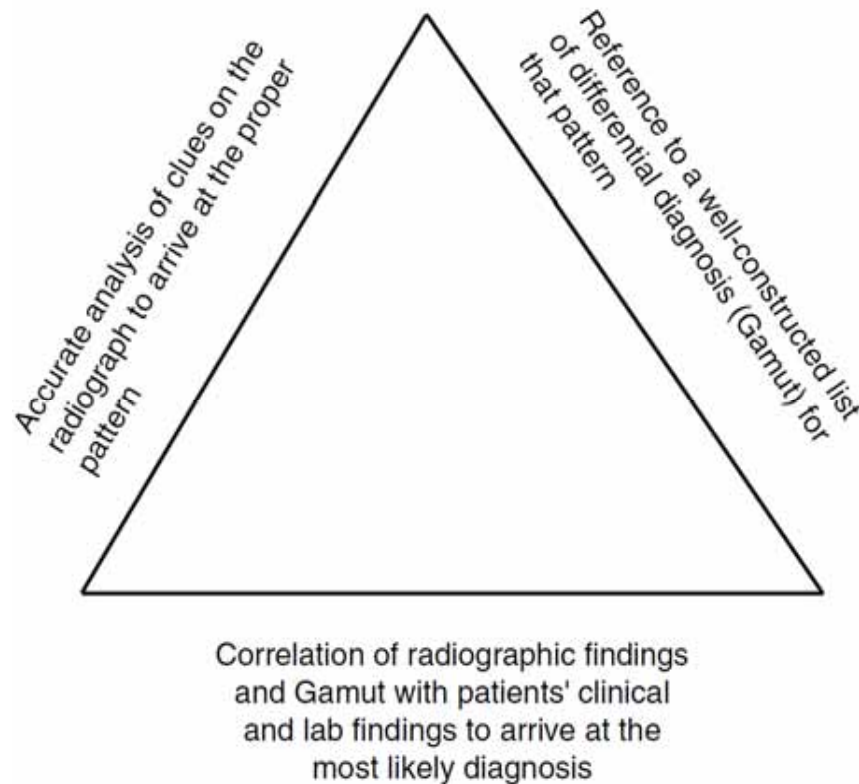 Accurate analysis of clues on the
radiograph to arrive at the proper
pattern
Reference to a well-constructed list
of differential diagnosis (Gamut) for
that pattern
Correlation of radiographic findings
and Gamut with patients' clinical
and lab findings to arrive at the
most likely diagnosis